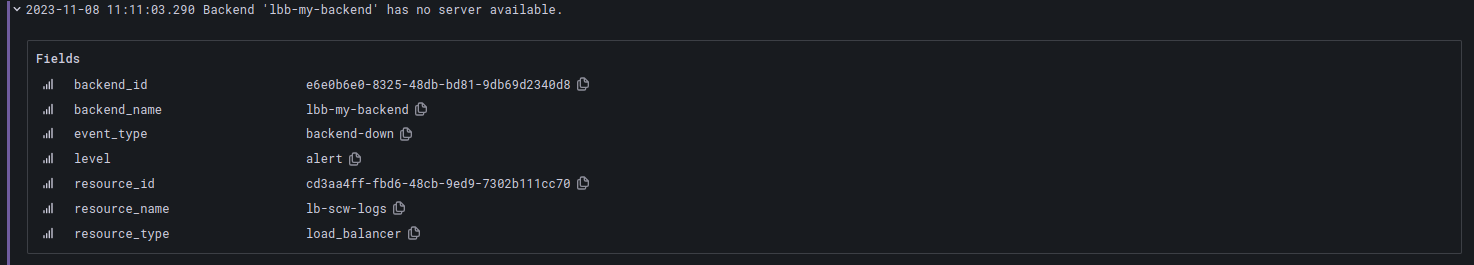 2023-11-08 11:11:03.290 Backend 'lbb-my-backend' has no server available.
Fields
backend_id e6e0b6e0-8325-48db-bd81-9db69d2340d8
backend_name lbb-my-backend
event_type backend-down
level alert
resource_id cd3aa4ff-fbd6-48cb-9ed9-7302b111cc70
resource_name lb-scw-logs
resource_type load_balancer